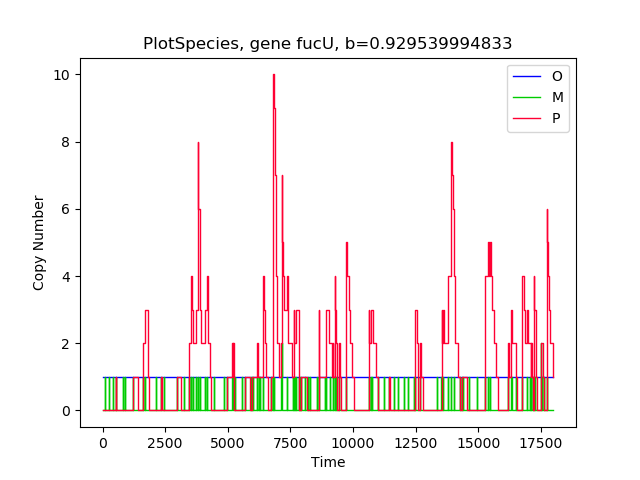 PlotSpecies, gene fucU, b=0.929539994833
O
M
P
10
8
6
4
2
0
Copy Number
0 2500 5000 7500 10000 12500 15000 17500
Time